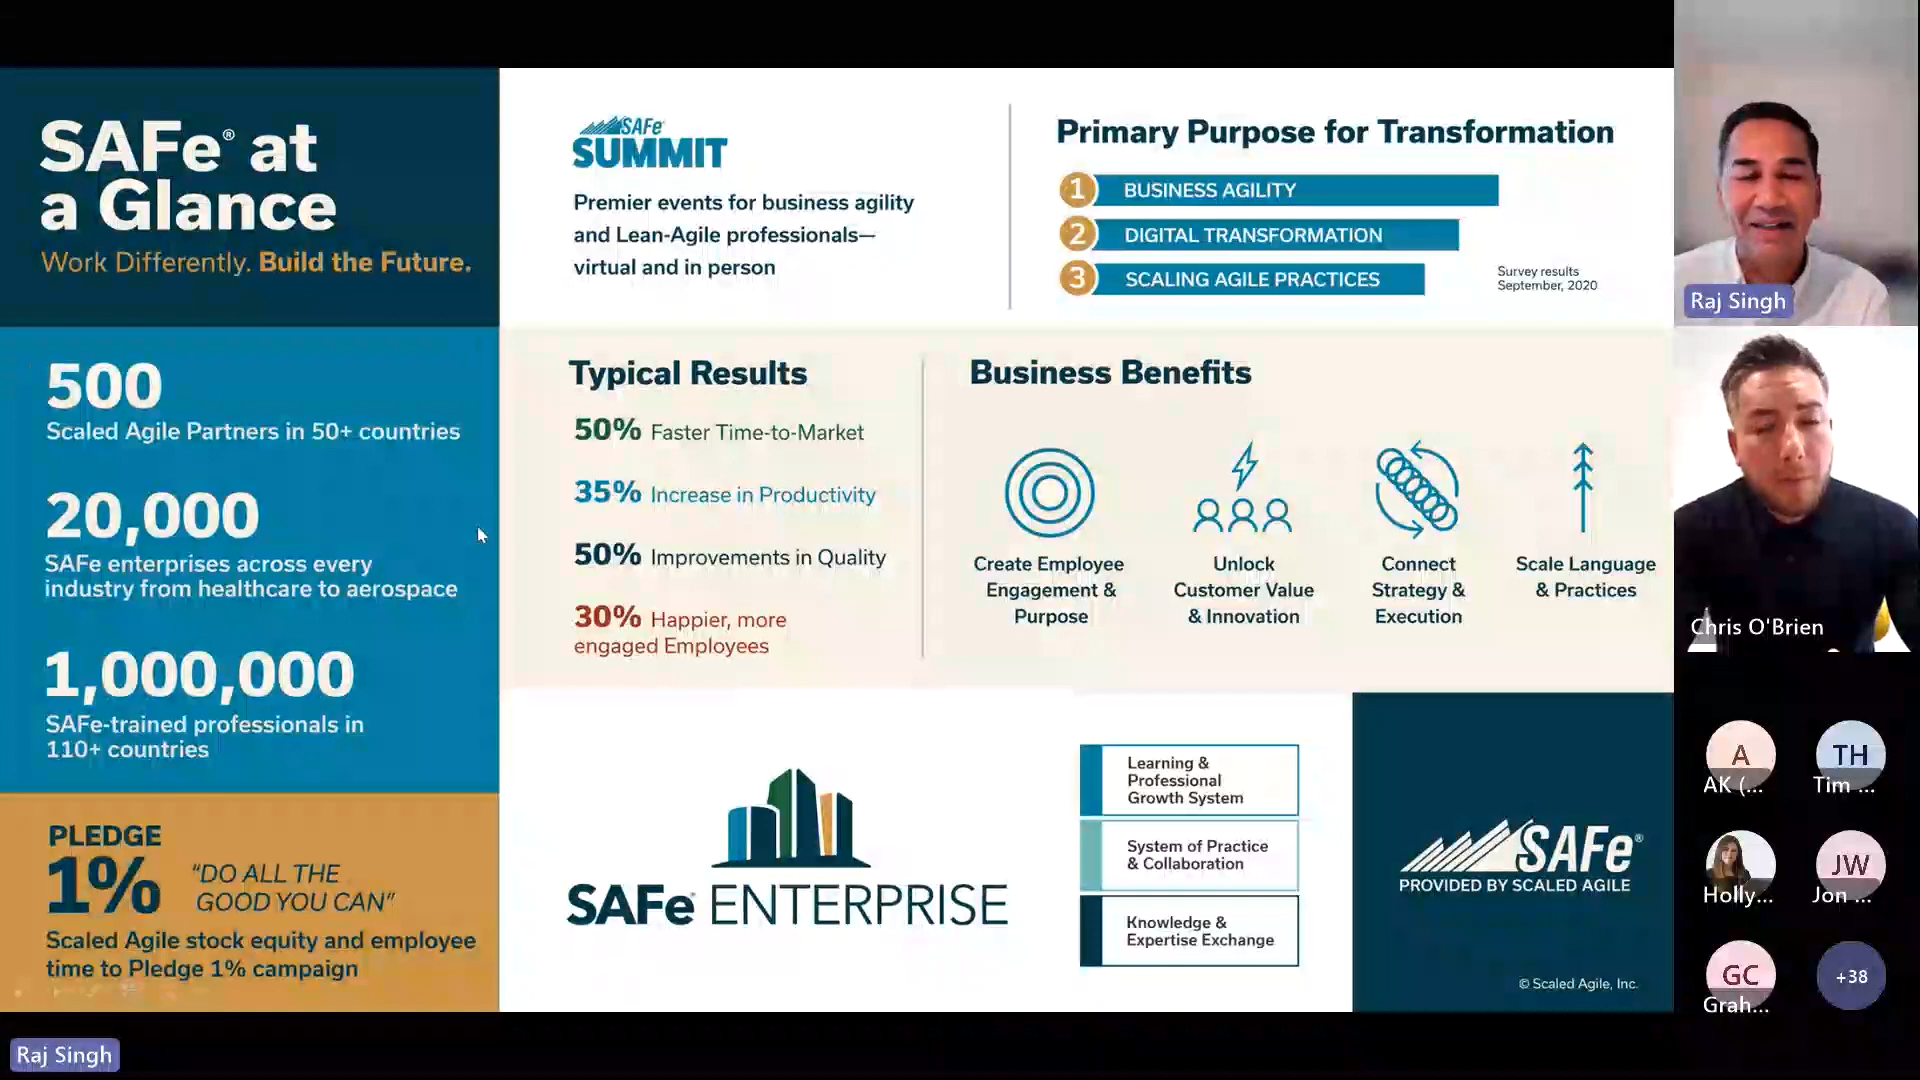 SAFe® at
a Glance
Work Differently. Build the Future.
500
Scaled Agile Partners in 50+ countries
20,000
SAFe enterprises across every
industry from healthcare to aerospace
1,000,000
SAFe-trained professionals in
110+ countries
PLEDGE
1%
"DO ALL THE
GOOD YOU CAN"
Scaled Agile stock equity and employee
time to Pledge 1% campaign
SAFe
SUMMIT
Premier events for business agility
and Lean-Agile professionals—
virtual and in person
Primary Purpose for Transformation
1 BUSINESS AGILITY
2 DIGITAL TRANSFORMATION
3 SCALING AGILE PRACTICES
Survey results
September, 2020
Typical Results
50% Faster Time-to-Market
35% Increase in Productivity
50% Improvements in Quality
30% Happier, more
engaged Employees
Business Benefits
Create Employee
Engagement &
Purpose
Unlock
Customer Value
& Innovation
Connect
Strategy &
Execution
Scale Language
& Practices
SAFe® ENTERPRISE
Learning &
Professional
Growth System
System of Practice
& Collaboration
Knowledge &
Expertise Exchange
SAFe®
PROVIDED BY SCALED AGILE
© Scaled Agile, Inc.
Raj Singh
Chris O'Brien
A
AK (...
TH
Tim ...
Holly...
JW
Jon ...
GC
Grah...
+38
Raj Singh